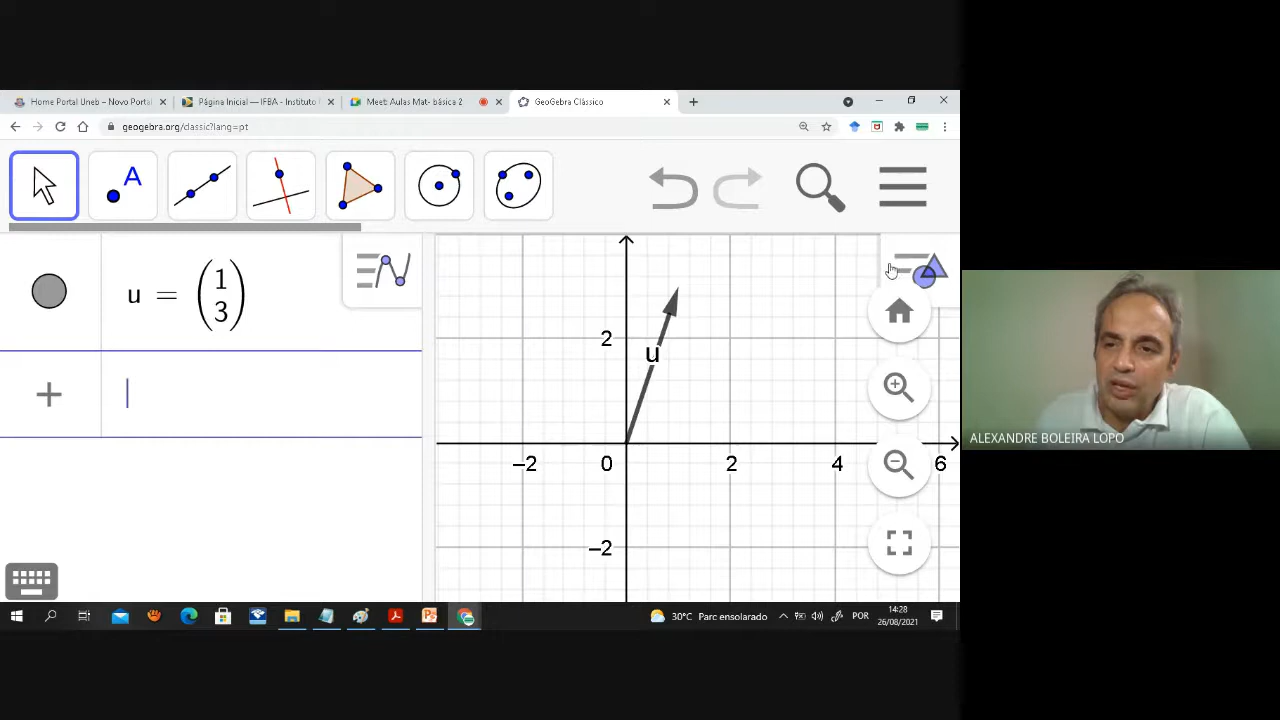 Home Portal Uneb – Novo Portal
Página Inicial — IFBA - Instituto F
Meet: Aulas Mat- básica 2
GeoGebra Clássico
geogebra.org/classic?lang=pt
A
u = (1 3)
u
2
−2
0
2
4
6
−2
ALEXANDRE BOLEIRA LOPO
30°C Parc ensolarado
POR
14:28
26/08/2021